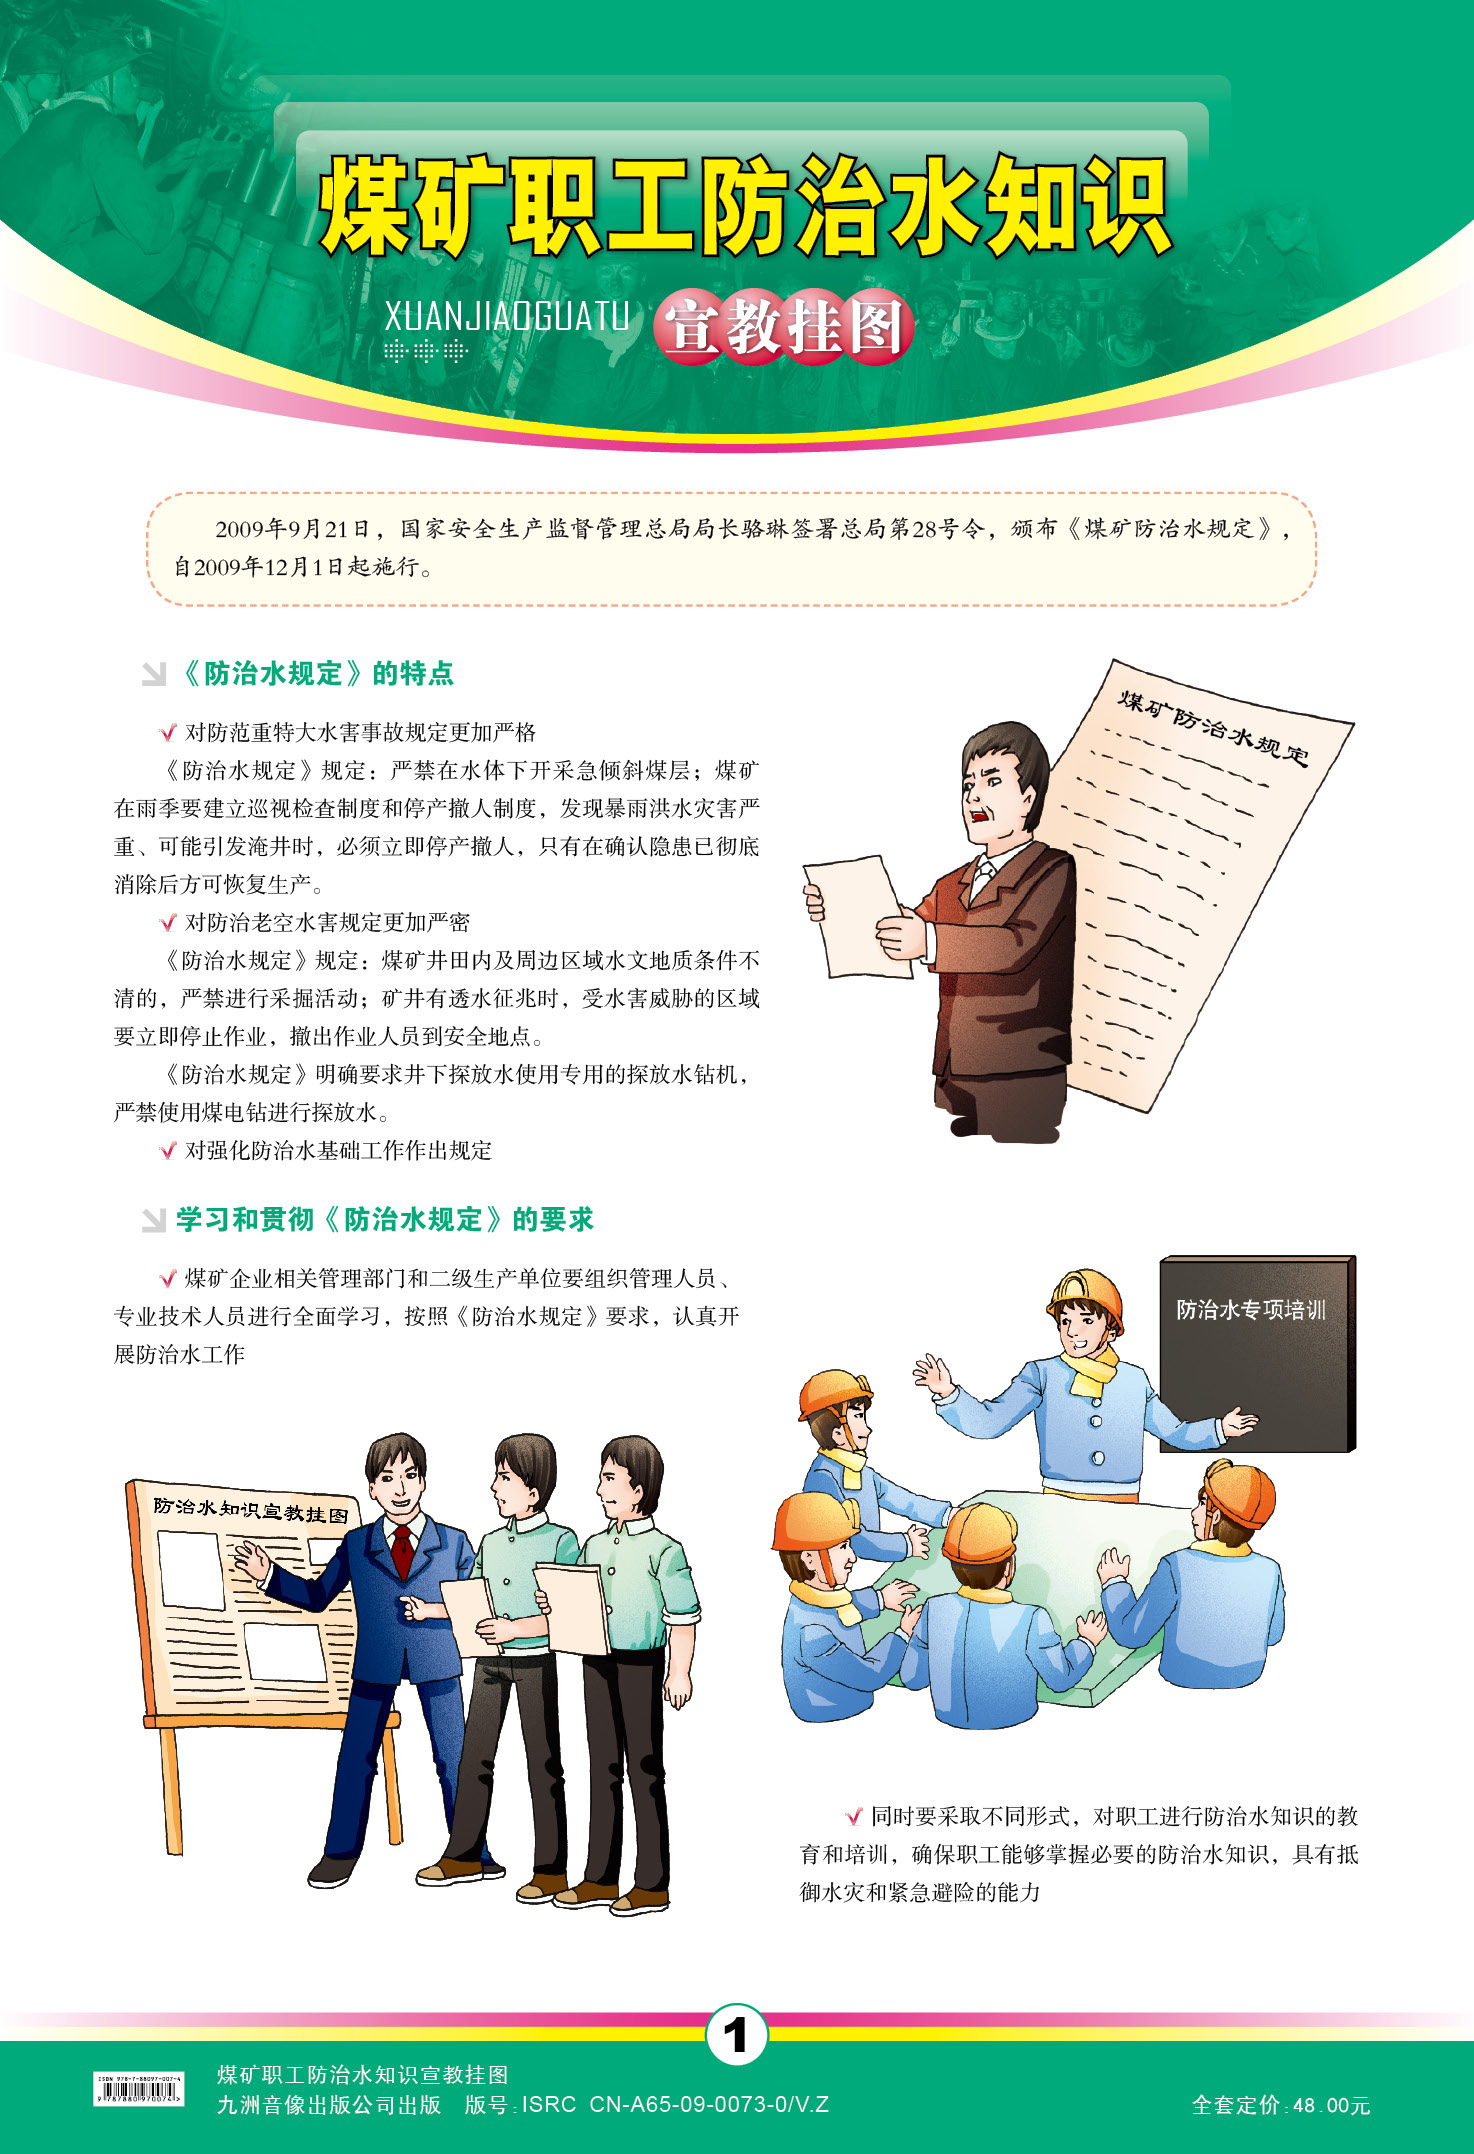 煤矿职工防治水知识
XUANJIAOGUATU 宣教挂图
2009年9月21日，国家安全生产监督管理总局局长骆琳签署总局第28号令，颁布《煤矿防治水规定》，
自2009年12月1日起施行。
《防治水规定》的特点
对防范重特大水害事故规定更加严格
《防治水规定》规定：严禁在水体下开采急倾斜煤层；煤矿
在雨季要建立巡视检查制度和停产撤人制度，发现暴雨洪水灾害严
重、可能引发淹井时，必须立即停产撤人，只有在确认隐患已彻底
消除后方可恢复生产。
对防治老空水害规定更加严密
《防治水规定》规定：煤矿井田内及周边区域水文地质条件不
清的，严禁进行采掘活动；矿井有透水征兆时，受水害威胁的区域
要立即停止作业，撤出作业人员到安全地点。
《防治水规定》明确要求井下探放水使用专用的探放水钻机，
严禁使用煤电钻进行探放水。
对强化防治水基础工作作出规定
煤矿防治水规定
学习和贯彻《防治水规定》的要求
煤矿企业相关管理部门和二级生产单位要组织管理人员、
专业技术人员进行全面学习，按照《防治水规定》要求，认真开
展防治水工作
防治水专项培训
防治水知识宣教挂图
同时要采取不同形式，对职工进行防治水知识的教
育和培训，确保职工能够掌握必要的防治水知识，具有抵
御水灾和紧急避险的能力
1
ISBN 978-7-88097-007-4
9 787880 970074 >
煤矿职工防治水知识宣教挂图
九洲音像出版公司出版 版号：ISRC CN-A65-09-0073-0/V.Z
全套定价：48.00元